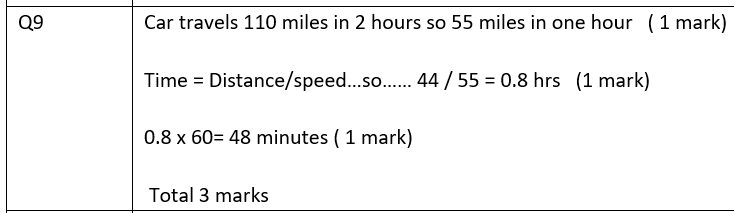 Q9
Car travels 110 miles in 2 hours so 55 miles in one hour ( 1 mark)
Time = Distance/speed...so...... 44 / 55 = 0.8 hrs (1 mark)
0.8 x 60= 48 minutes ( 1 mark)
Total 3 marks